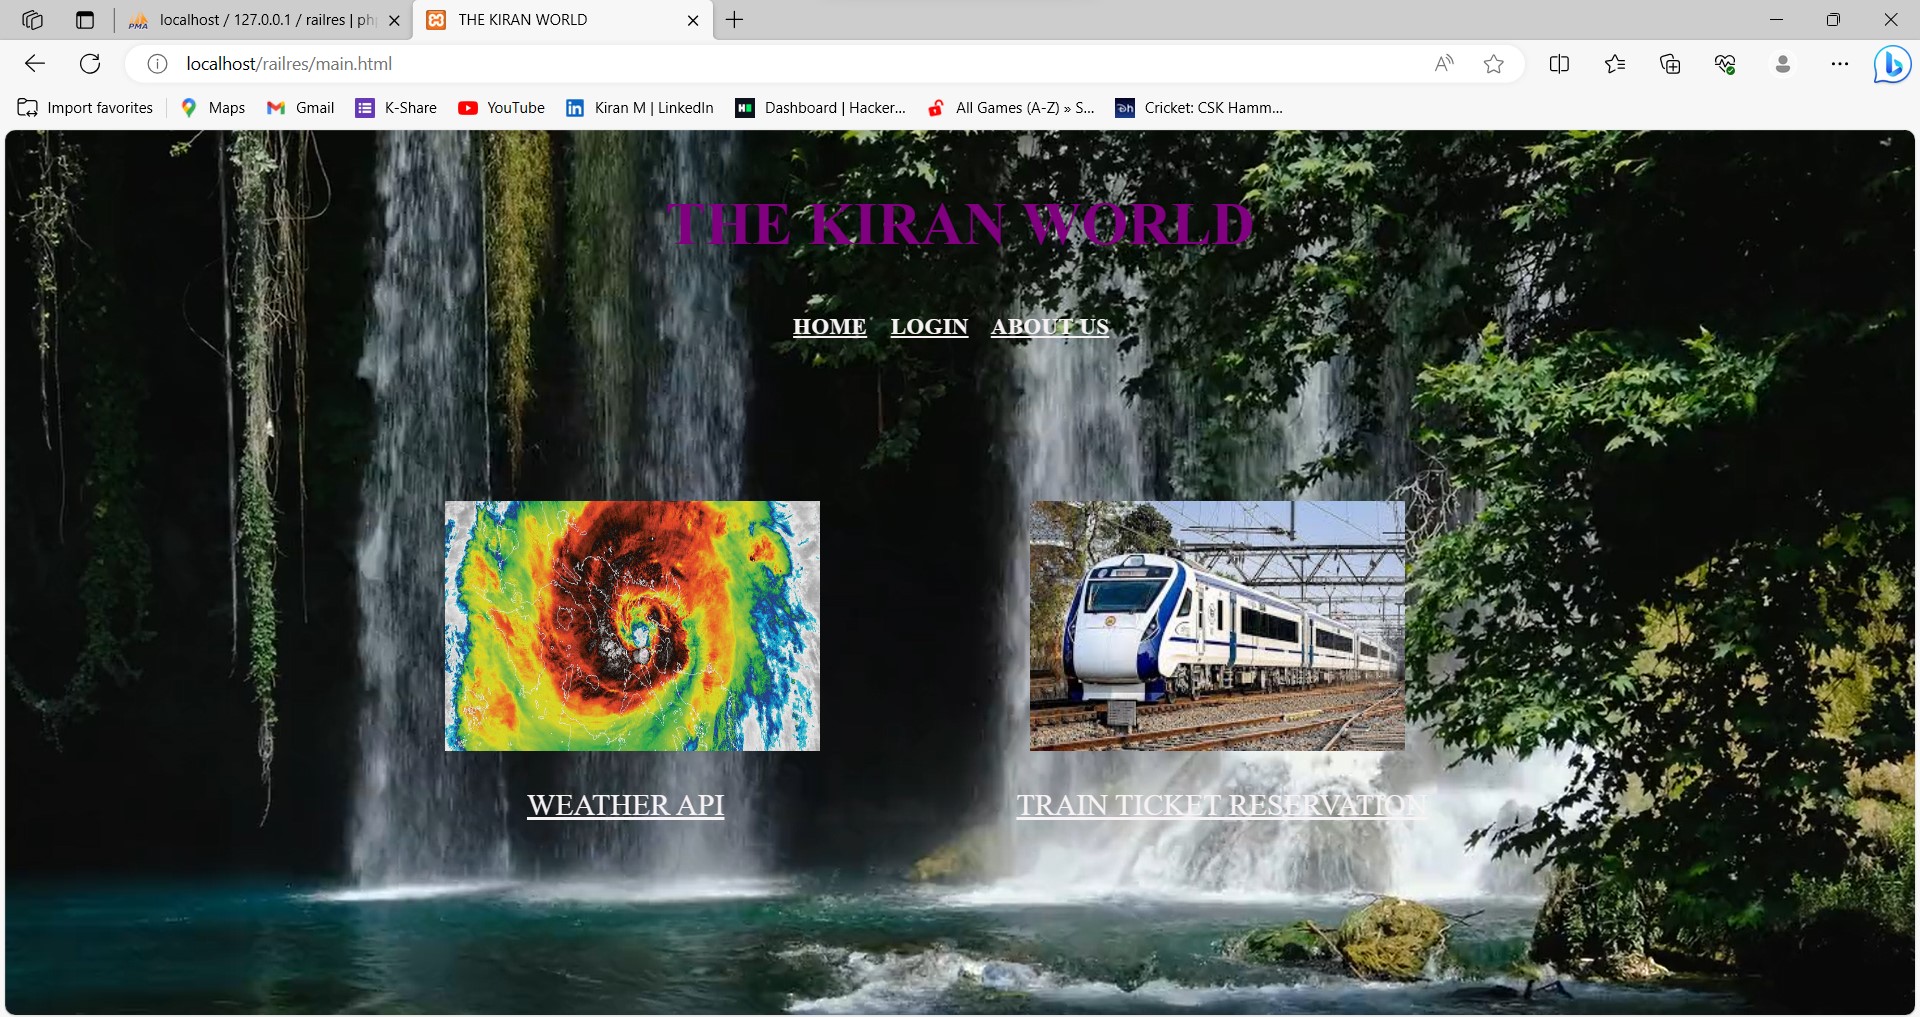 PMA localhost / 127.0.0.1 / railres | ph
THE KIRAN WORLD
localhost/railres/main.html
Import favorites Maps Gmail K-Share YouTube Kiran M | LinkedIn Dashboard | Hacker... All Games (A-Z) » S... Cricket: CSK Hamm...
THE KIRAN WORLD
HOME LOGIN ABOUT US
WEATHER API
TRAIN TICKET RESERVATION